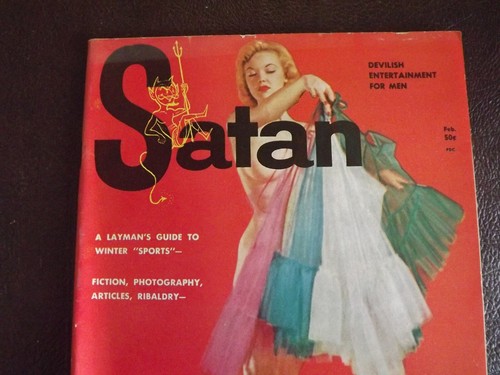 Satan
DEVILISH
ENTERTAINMENT
FOR MEN
Feb.
50¢
A LAYMAN'S GUIDE TO
WINTER "SPORTS"—
FICTION, PHOTOGRAPHY,
ARTICLES, RIBALDRY—